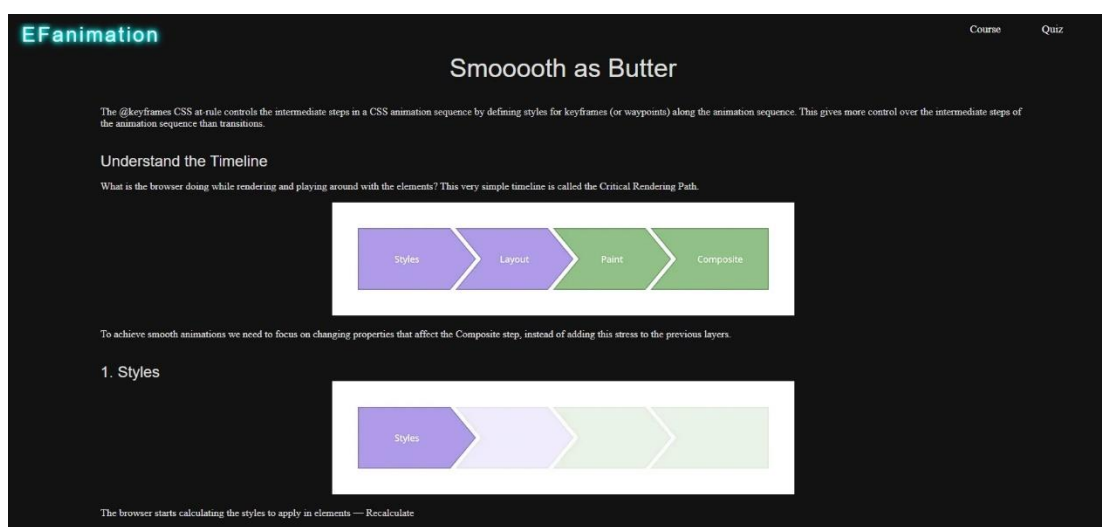 EFanimation
Course
Quiz
Smooooth as Butter
The @keyframes CSS at-rule controls the intermediate steps in a CSS animation sequence by defining styles for keyframes (or waypoints) along the animation sequence. This gives more control over the intermediate steps of
the animation sequence than transitions.
Understand the Timeline
What is the browser doing while rendering and playing around with the elements? This very simple timeline is called the Critical Rendering Path.
Styles
Layout
Paint
Composite
To achieve smooth animations we need to focus on changing properties that affect the Composite step, instead of adding this stress to the previous layers.
1. Styles
Styles
The browser starts calculating the styles to apply in elements — Recalculate